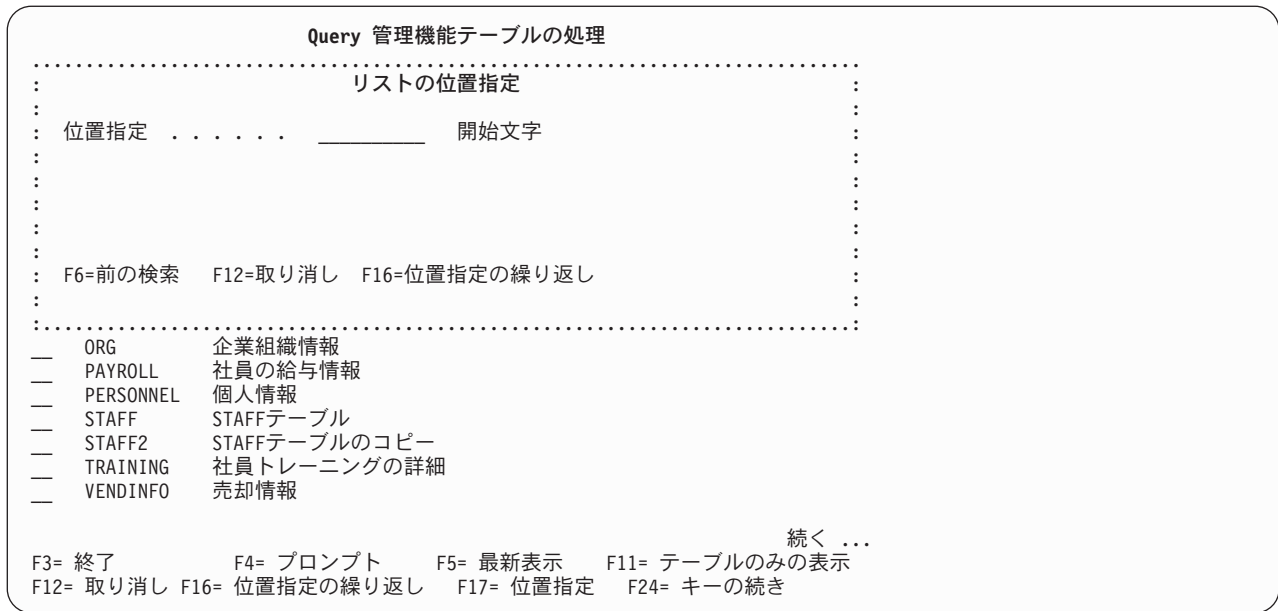 Query 管理機能テーブルの処理
..............................................................................
: リストの位置指定 :
: :
: 位置指定 . . . . . . __________ 開始文字 :
: :
: :
: :
: :
: :
: F6=前の検索 F12=取り消し F16=位置指定の繰り返し :
: :
:............................................................................:
__ ORG 企業組織情報
__ PAYROLL 社員の給与情報
__ PERSONNEL 個人情報
__ STAFF STAFFテーブル
__ STAFF2 STAFFテーブルのコピー
__ TRAINING 社員トレーニングの詳細
__ VENDINFO 売却情報
続く ...
F3= 終了 F4= プロンプト F5= 最新表示 F11= テーブルのみの表示
F12= 取り消し F16= 位置指定の繰り返し F17= 位置指定 F24= キーの続き